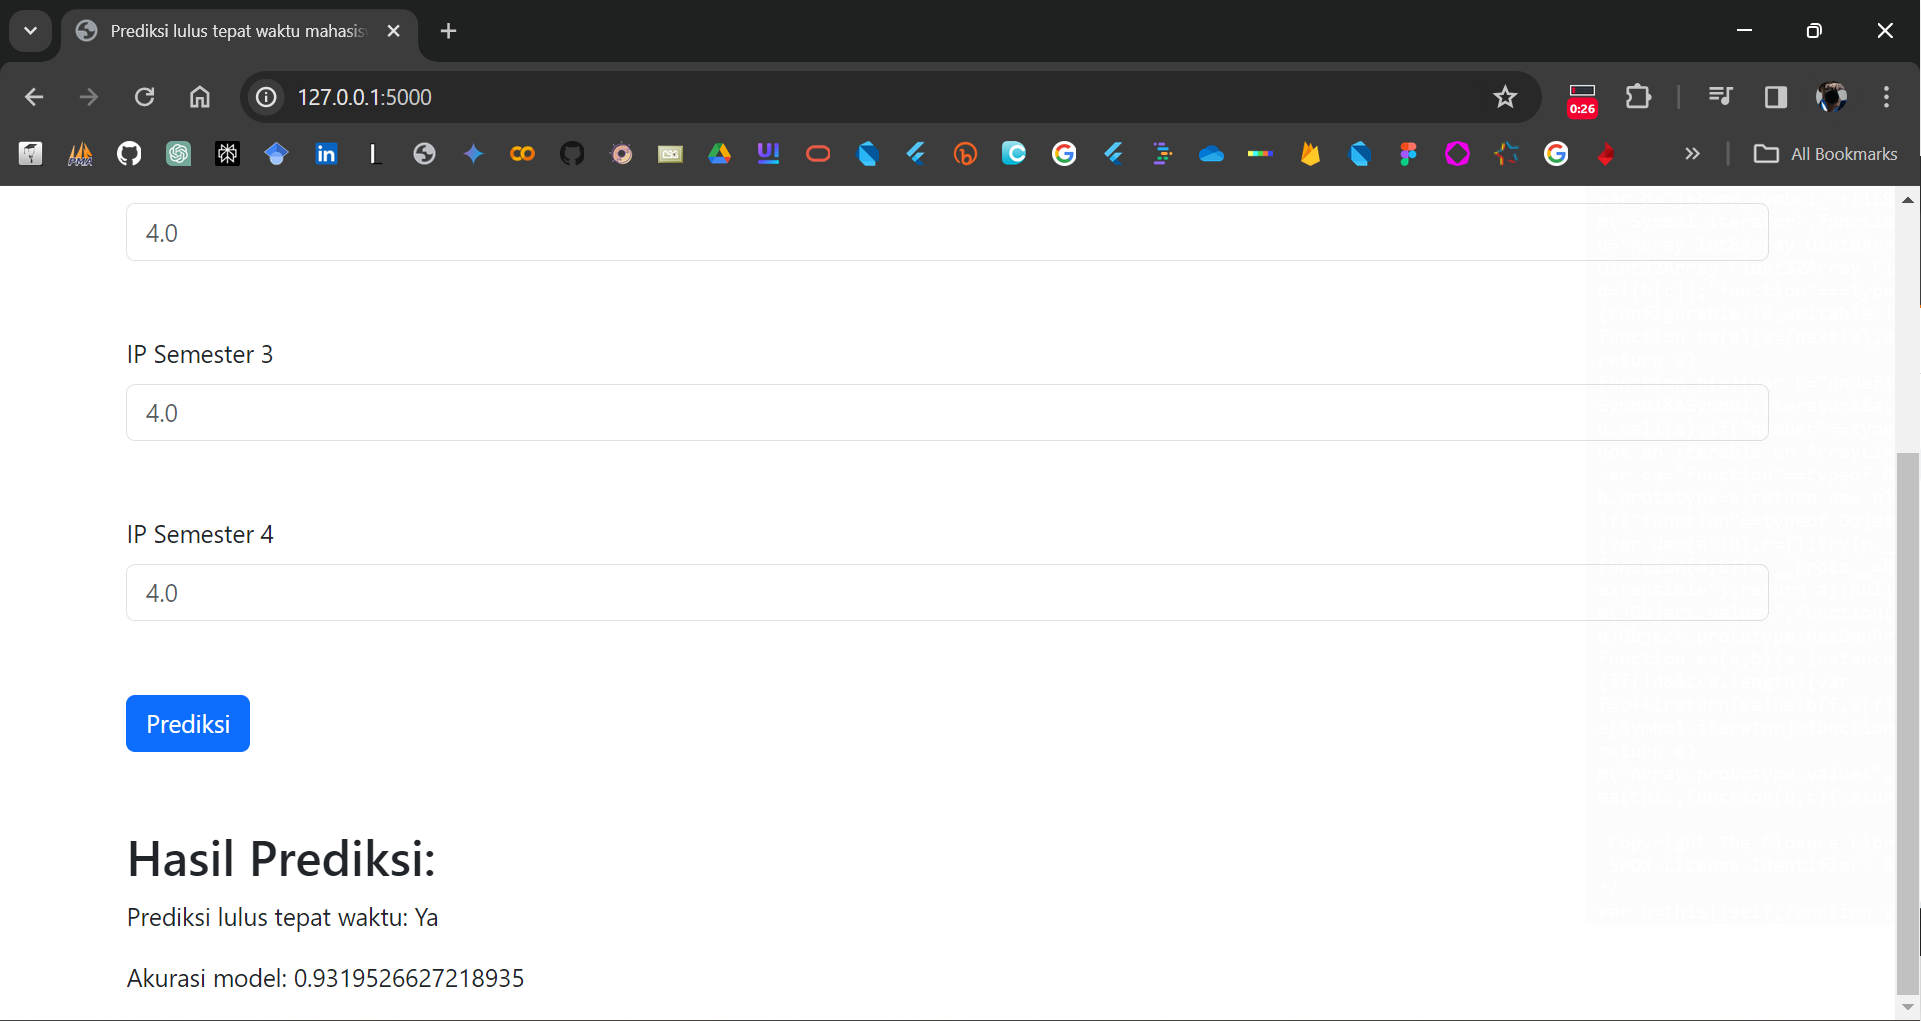 Prediksi lulus tepat waktu mahasis
127.0.0.1:5000
0:26
All Bookmarks
4.0
IP Semester 3
4.0
IP Semester 4
4.0
Prediksi
Hasil Prediksi:
Prediksi lulus tepat waktu: Ya
Akurasi model: 0.9319526627218935